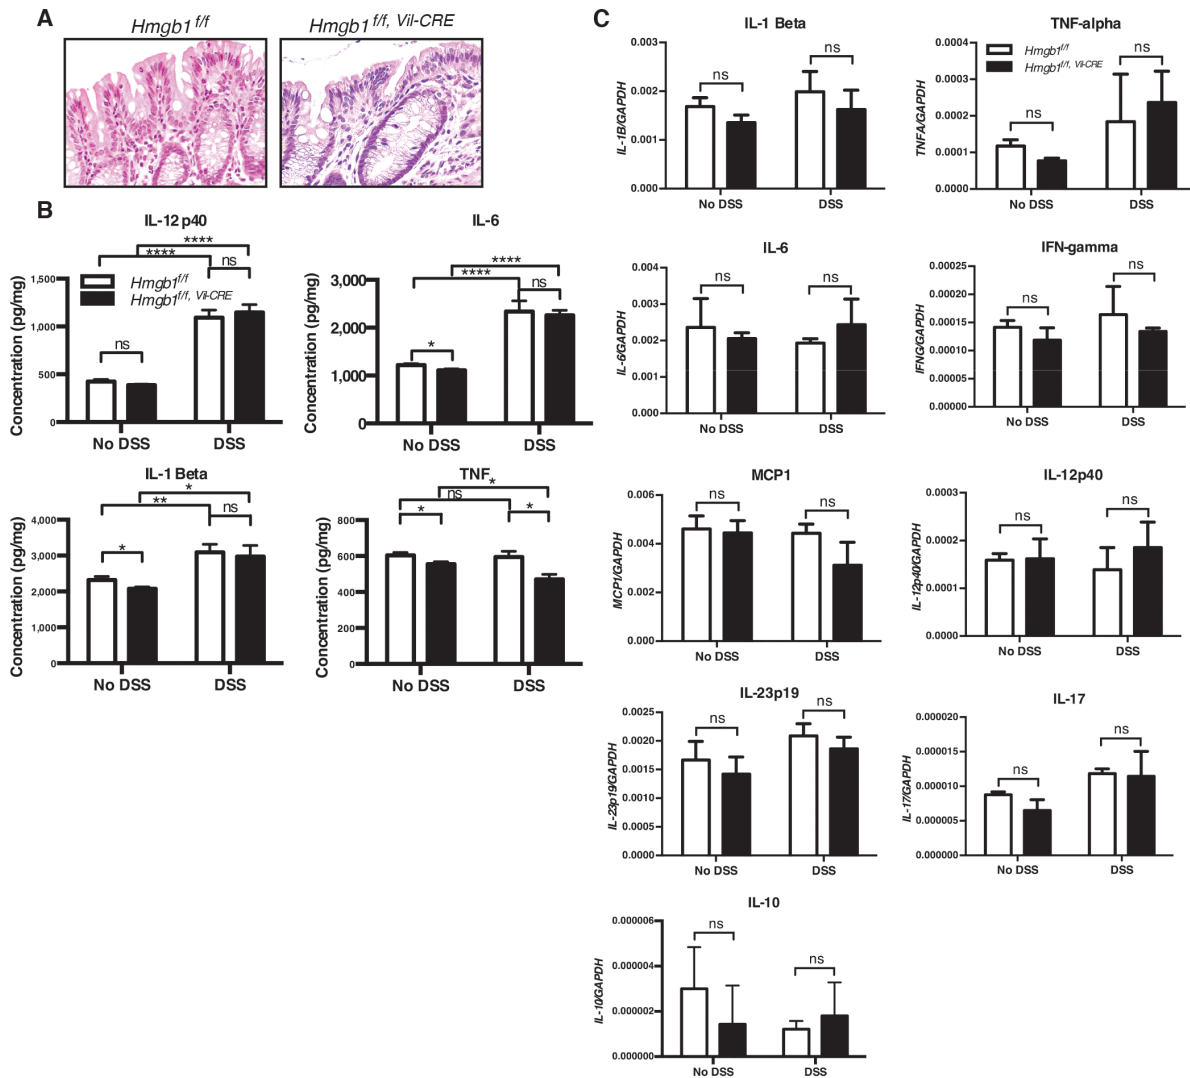 A
Hmgb1 f/f
Hmgb1 f/f, Vil-CRE
B
IL-12 p40
****
****
ns
ns
Hmgb1 f/f
Hmgb1 f/f, Vil-CRE
Concentration (pg/mg)
1,500
1,000
500
0
No DSS
DSS
IL-6
****
****
ns
*
Concentration (pg/mg)
3,000
2,000
1,000
0
No DSS
DSS
IL-1 Beta
*
**
ns
*
Concentration (pg/mg)
4,000
3,000
2,000
1,000
0
No DSS
DSS
TNF
*
ns
*
*
Concentration (pg/mg)
800
600
400
200
0
No DSS
DSS
C
IL-1 Beta
ns
ns
IL-1B/GAPDH
0.003
0.002
0.001
0.000
No DSS
DSS
TNF-alpha
Hmgb1 f/f
Hmgb1 f/f, Vil-CRE
ns
ns
TNFA/GAPDH
0.0004
0.0003
0.0002
0.0001
0.0000
No DSS
DSS
IL-6
ns
ns
IL-6/GAPDH
0.004
0.003
0.002
0.001
0.000
No DSS
DSS
IFN-gamma
ns
ns
IFNG/GAPDH
0.00025
0.00020
0.00015
0.00010
0.00005
0.00000
No DSS
DSS
MCP1
ns
ns
MCP1/GAPDH
0.006
0.004
0.002
0.000
No DSS
DSS
IL-12p40
ns
ns
IL-12p40/GAPDH
0.0003
0.0002
0.0001
0.0000
No DSS
DSS
IL-23p19
ns
ns
IL-23p19/GAPDH
0.0025
0.0020
0.0015
0.0010
0.0005
0.0000
No DSS
DSS
IL-17
ns
ns
IL-17/GAPDH
0.000020
0.000015
0.000010
0.000005
0.000000
No DSS
DSS
IL-10
ns
ns
IL-10/GAPDH
0.000006
0.000004
0.000002
0.000000
No DSS
DSS